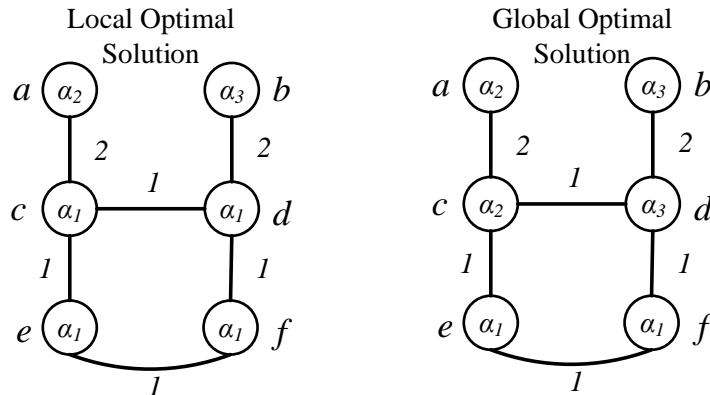 Local Optimal
Solution
a α2 α3 b
2 2
1
c α1 α1 d
1 1
e α1 α1 f
1
Global Optimal
Solution
a α2 α3 b
2 2
1
c α2 α3 d
1 1
e α1 α1 f
1